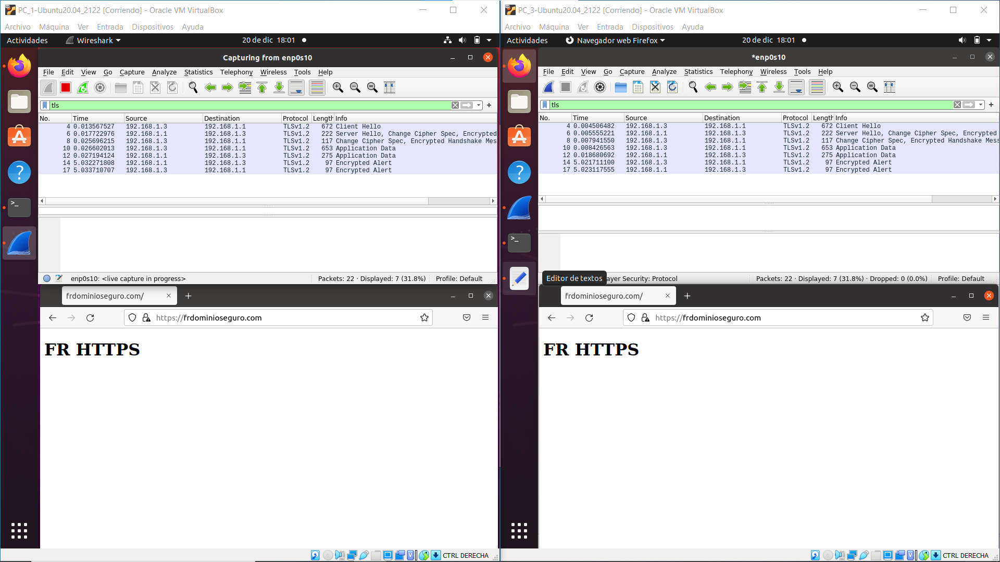 PC_1-Ubuntu20.04_2122 [Corriendo] - Oracle VM VirtualBox
Archivo Máquina Ver Entrada Dispositivos Ayuda
Actividades Wireshark 20 de dic 18:01
Capturing from enp0s10
File Edit View Go Capture Analyze Statistics Telephony Wireless Tools Help
tls
No. Time Source Destination Protocol Length Info
4 0.013567527 192.168.1.3 192.168.1.1 TLSv1.2 672 Client Hello
6 0.017722976 192.168.1.1 192.168.1.3 TLSv1.2 222 Server Hello, Change Cipher Spec, Encrypted
8 0.025696215 192.168.1.3 192.168.1.1 TLSv1.2 117 Change Cipher Spec, Encrypted Handshake Mes
10 0.026602013 192.168.1.3 192.168.1.1 TLSv1.2 653 Application Data
12 0.027194124 192.168.1.1 192.168.1.3 TLSv1.2 275 Application Data
14 5.032271808 192.168.1.1 192.168.1.3 TLSv1.2 97 Encrypted Alert
17 5.033710707 192.168.1.3 192.168.1.1 TLSv1.2 97 Encrypted Alert
enp0s10: <live capture in progress> Packets: 22 · Displayed: 7 (31.8%) Profile: Default
frdominioseguro.com/
https://frdominioseguro.com
FR HTTPS
CTRL DERECHA
PC_3-Ubuntu20.04_2122 [Corriendo] - Oracle VM VirtualBox
Archivo Máquina Ver Entrada Dispositivos Ayuda
Actividades Navegador web Firefox 20 de dic 18:01
*enp0s10
File Edit View Go Capture Analyze Statistics Telephony Wireless Tools Help
tls
No. Time Source Destination Protocol Length Info
4 0.004506482 192.168.1.3 192.168.1.1 TLSv1.2 672 Client Hello
6 0.005555221 192.168.1.1 192.168.1.3 TLSv1.2 222 Server Hello, Change Cipher Spec, Encrypted
8 0.007941550 192.168.1.3 192.168.1.1 TLSv1.2 117 Change Cipher Spec, Encrypted Handshake Mess
10 0.008426563 192.168.1.3 192.168.1.1 TLSv1.2 653 Application Data
12 0.018680692 192.168.1.1 192.168.1.3 TLSv1.2 275 Application Data
14 5.021711100 192.168.1.3 192.168.1.1 TLSv1.2 97 Encrypted Alert
17 5.023117555 192.168.1.1 192.168.1.3 TLSv1.2 97 Encrypted Alert
Editor de textos ayer Security: Protocol Packets: 22 · Displayed: 7 (31.8%) · Dropped: 0 (0.0%) Profile: Default
frdominioseguro.com/
https://frdominioseguro.com
FR HTTPS
CTRL DERECHA